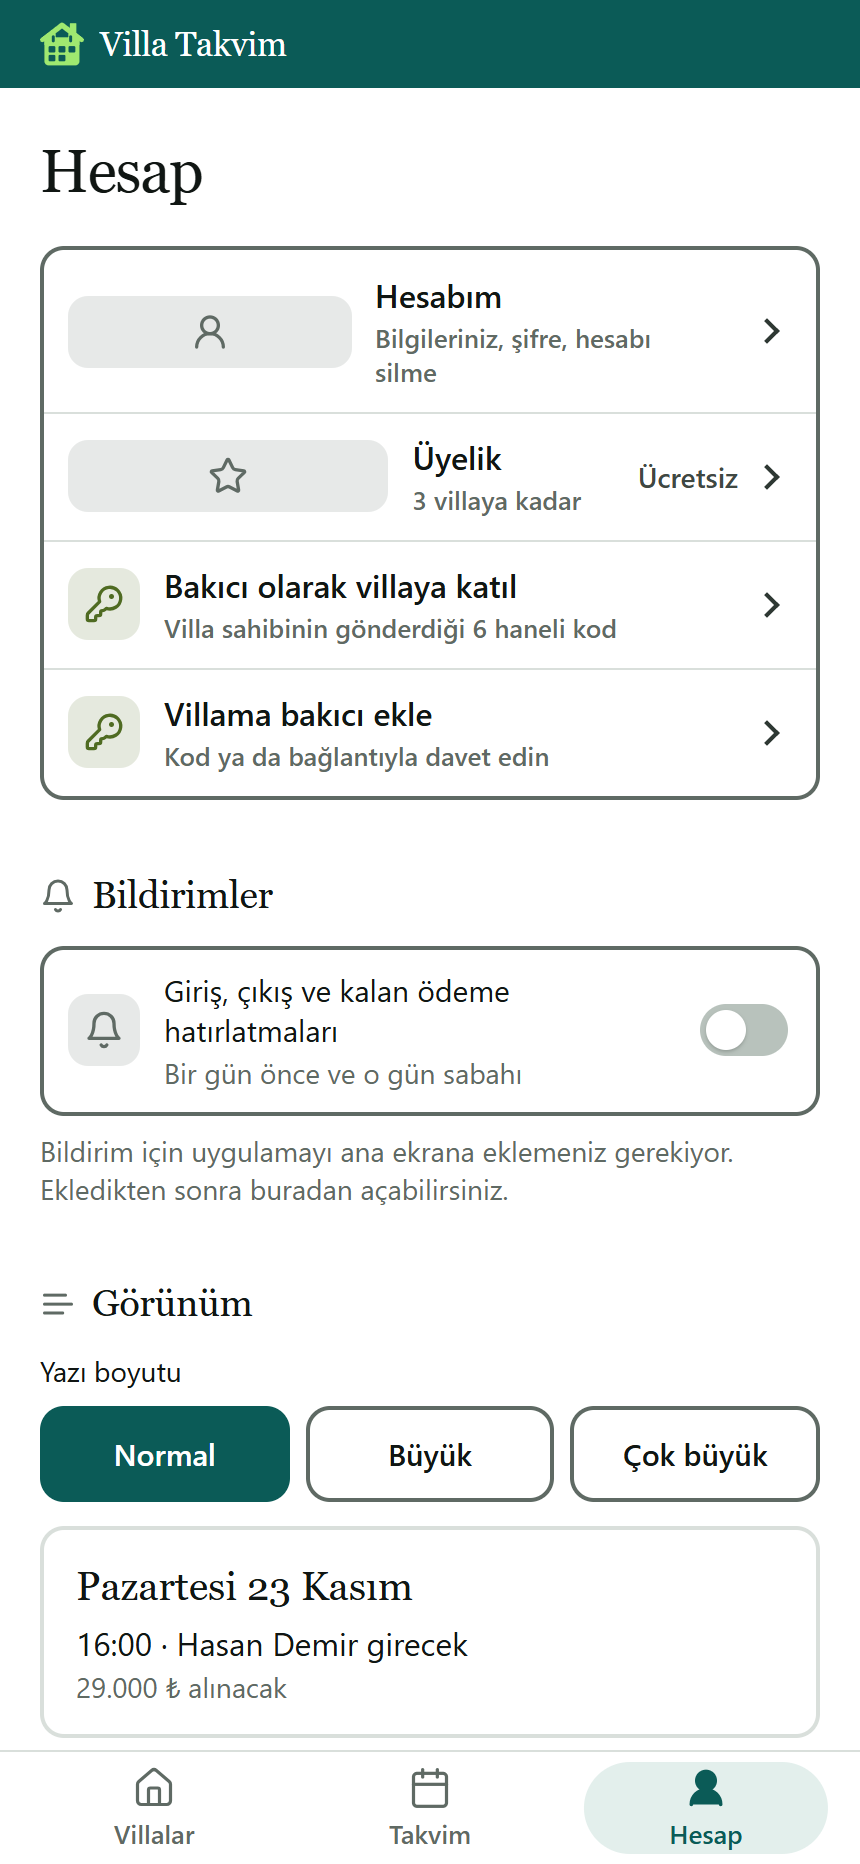 Villa Takvim
Hesap
Hesabım
Bilgileriniz, şifre, hesabı
silme
Üyelik
3 villaya kadar
Ücretsiz
Bakıcı olarak villaya katıl
Villa sahibinin gönderdiği 6 haneli kod
Villama bakıcı ekle
Kod ya da bağlantıyla davet edin
Bildirimler
Giriş, çıkış ve kalan ödeme
hatırlatmaları
Bir gün önce ve o gün sabahı
Bildirim için uygulamayı ana ekrana eklemeniz gerekiyor.
Ekledikten sonra buradan açabilirsiniz.
Görünüm
Yazı boyutu
Normal
Büyük
Çok büyük
Pazartesi 23 Kasım
16:00 · Hasan Demir girecek
29.000 ₺ alınacak
Villalar
Takvim
Hesap